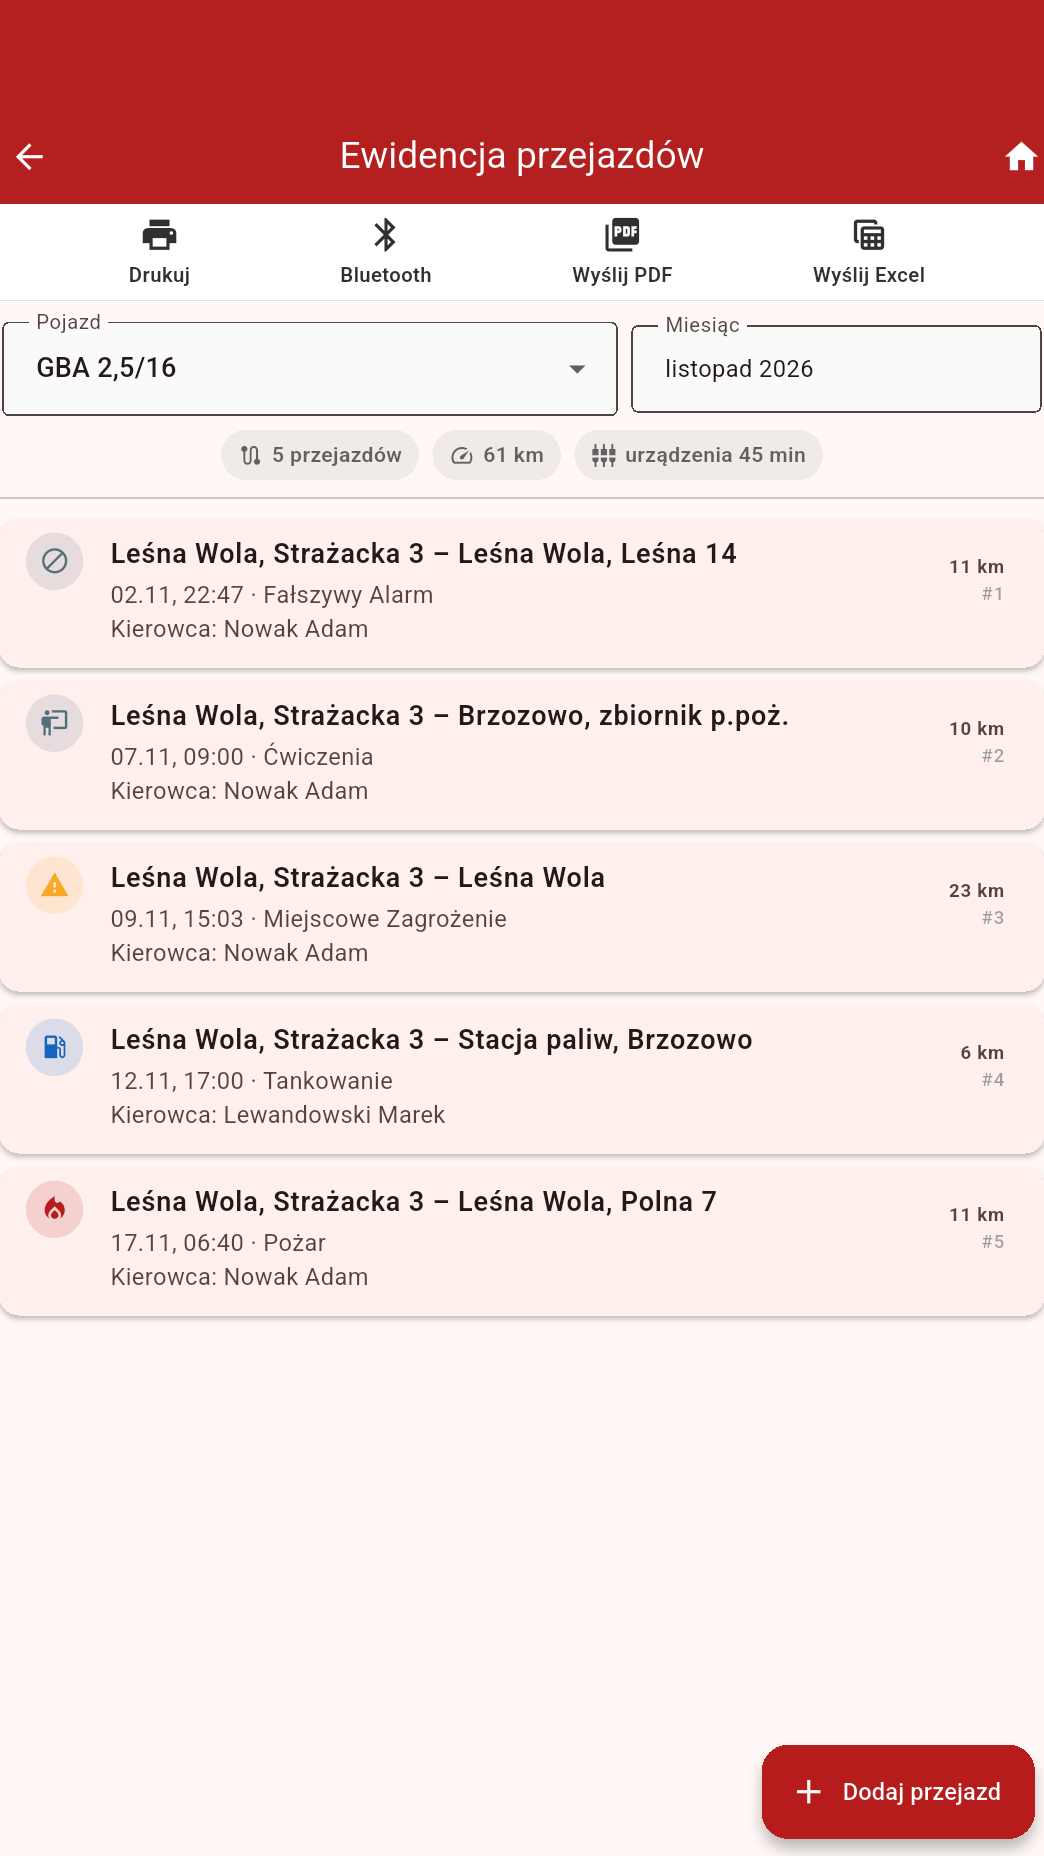 Ewidencja przejazdów
Drukuj
Bluetooth
PDF
Wyślij PDF
Wyślij Excel
Pojazd
GBA 2,5/16
Miesiąc
listopad 2026
5 przejazdów
61 km
urządzenia 45 min
Leśna Wola, Strażacka 3 – Leśna Wola, Leśna 14
02.11, 22:47 · Fałszywy Alarm
Kierowca: Nowak Adam
11 km
#1
Leśna Wola, Strażacka 3 – Brzozowo, zbiornik p.poż.
07.11, 09:00 · Ćwiczenia
Kierowca: Nowak Adam
10 km
#2
Leśna Wola, Strażacka 3 – Leśna Wola
09.11, 15:03 · Miejscowe Zagrożenie
Kierowca: Nowak Adam
23 km
#3
Leśna Wola, Strażacka 3 – Stacja paliw, Brzozowo
12.11, 17:00 · Tankowanie
Kierowca: Lewandowski Marek
6 km
#4
Leśna Wola, Strażacka 3 – Leśna Wola, Polna 7
17.11, 06:40 · Pożar
Kierowca: Nowak Adam
11 km
#5
Dodaj przejazd